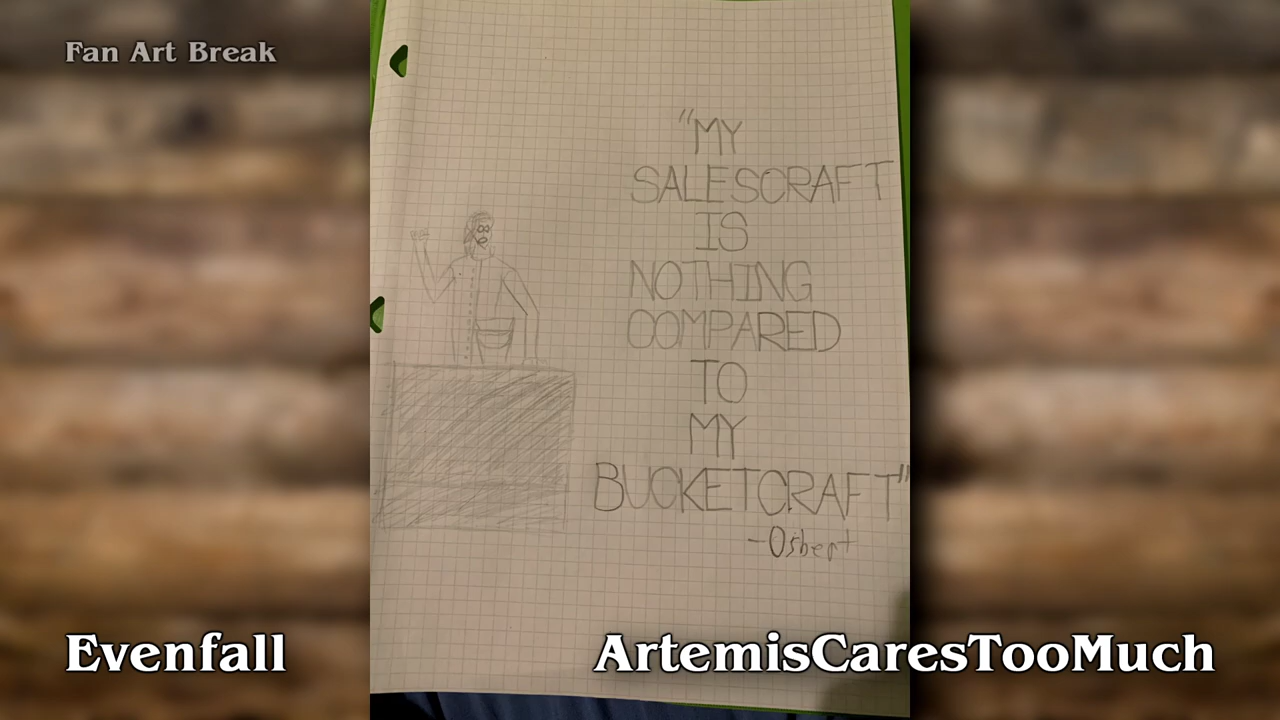 Fan Art Break
"MY
SALESCRAFT
IS
NOTHING
COMPARED
TO
MY
BUCKETCRAFT"
-Osbert
Evenfall
ArtemisCaresTooMuch